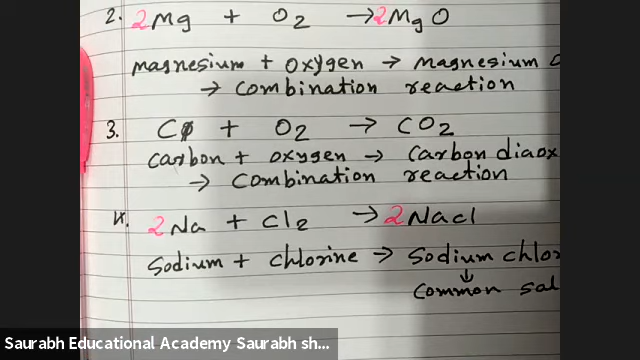 2. 2Mg + O2 → 2MgO
magnesium + oxygen → magnesium
→ combination reaction
3. C + O2 → CO2
carbon + oxygen → carbon diaox
→ combination reaction
4. 2Na + Cl2 → 2Nacl
Sodium + chlorine → Sodium chlor
↓
common sal
Saurabh Educational Academy Saurabh sh...